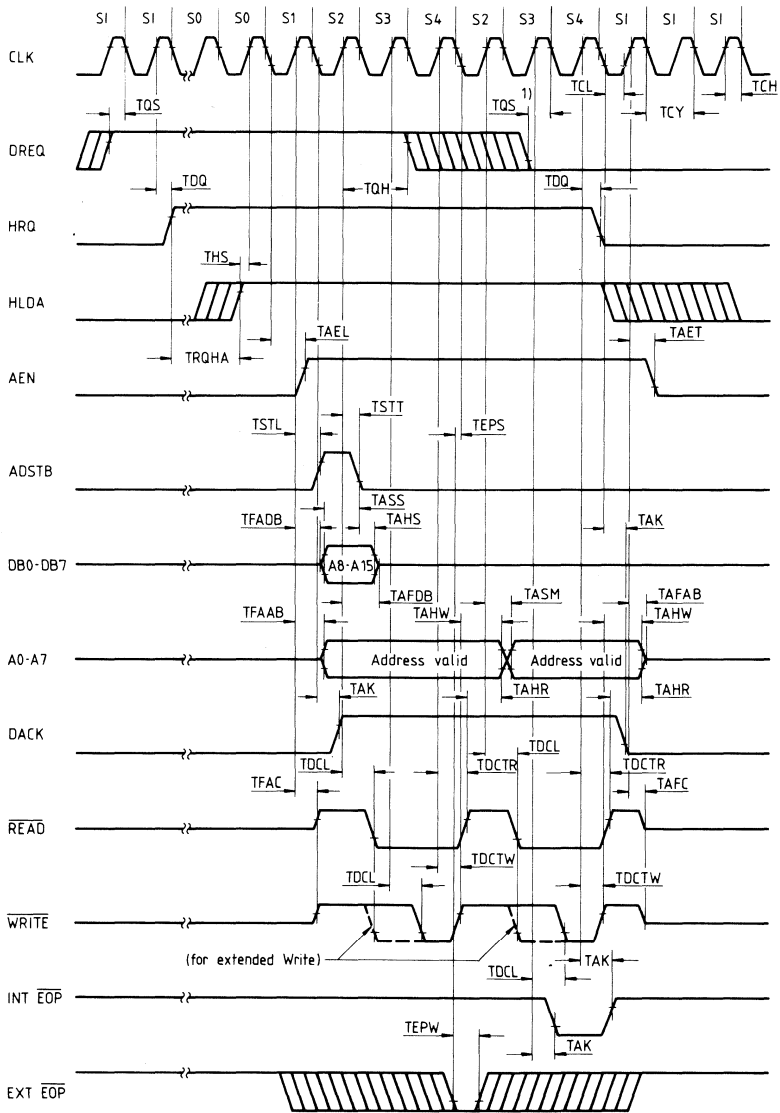 SI SI S0 S0 S1 S2 S3 S4 S2 S3 S4 SI SI SI
CLK
TQS TQS 1) TCL TCY TCH
DREQ
TDQ TQH TDQ
HRQ
THS
HLDA
TAEL TAET
TRQHA
AEN
TSTT
TSTL TEPS
ADSTB
TASS
TFADB TAHS TAK
DB0-DB7 A8-A15
TAFDB TASM TAFAB
TFAAB TAHW TAHW
A0-A7 Address valid Address valid
TAK TAHR TAHR
DACK
TDCL TDCTR TDCL TDCTR
TFAC TAFC
READ
TDCL TDCTW TDCTW
WRITE
(for extended Write)
TDCL TAK
INT EOP
TEPW TAK
EXT EOP